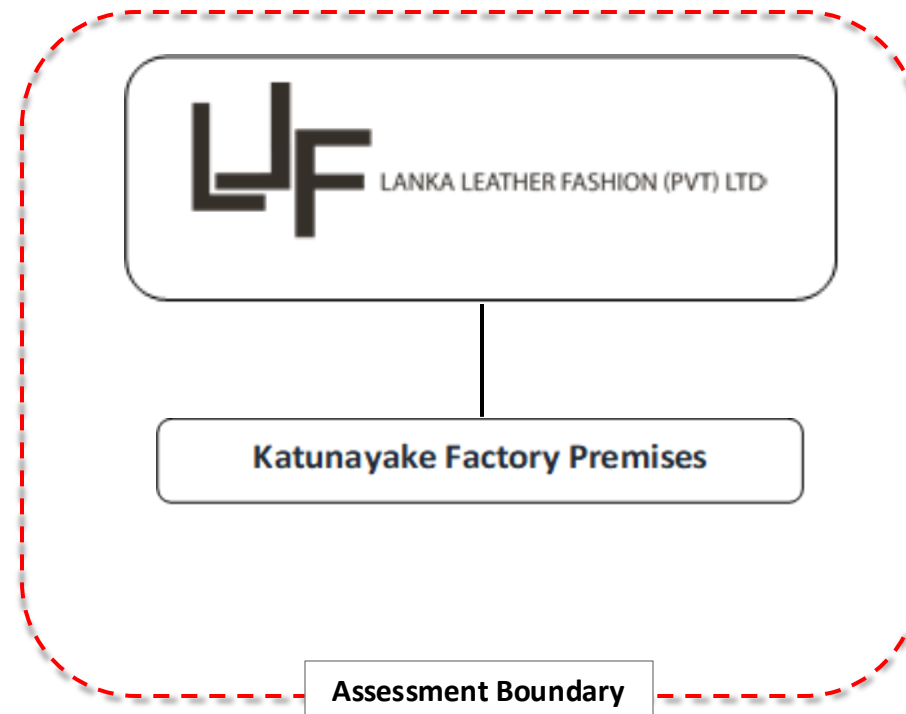 LLF
LANKA LEATHER FASHION (PVT) LTD
Katunayake Factory Premises
Assessment Boundary